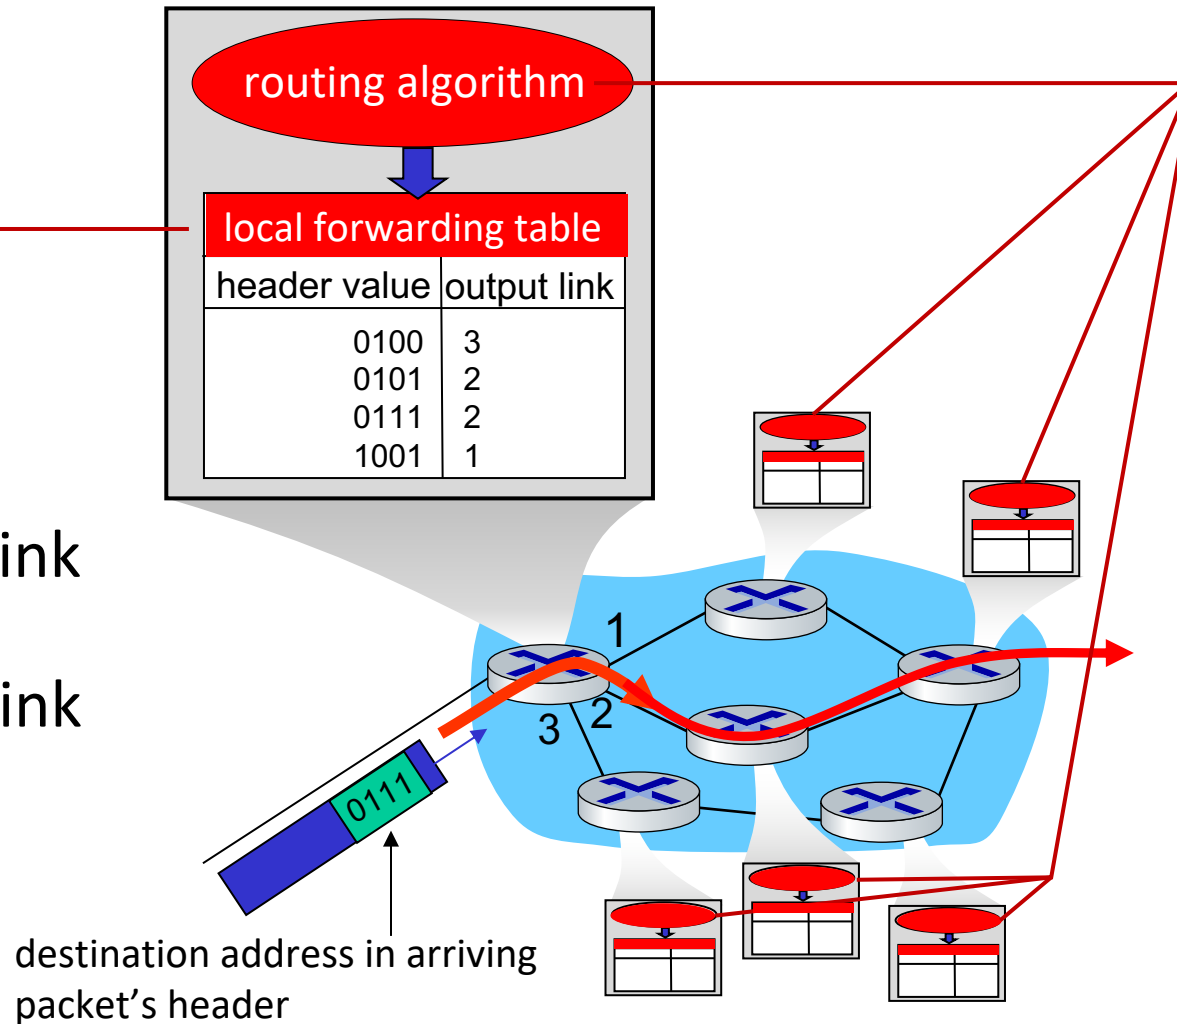 routing algorithm
local forwarding table
header value output link
0100 3
0101 2
0111 2
1001 1
ink
ink
1
2
3
0111
destination address in arriving
packet's header